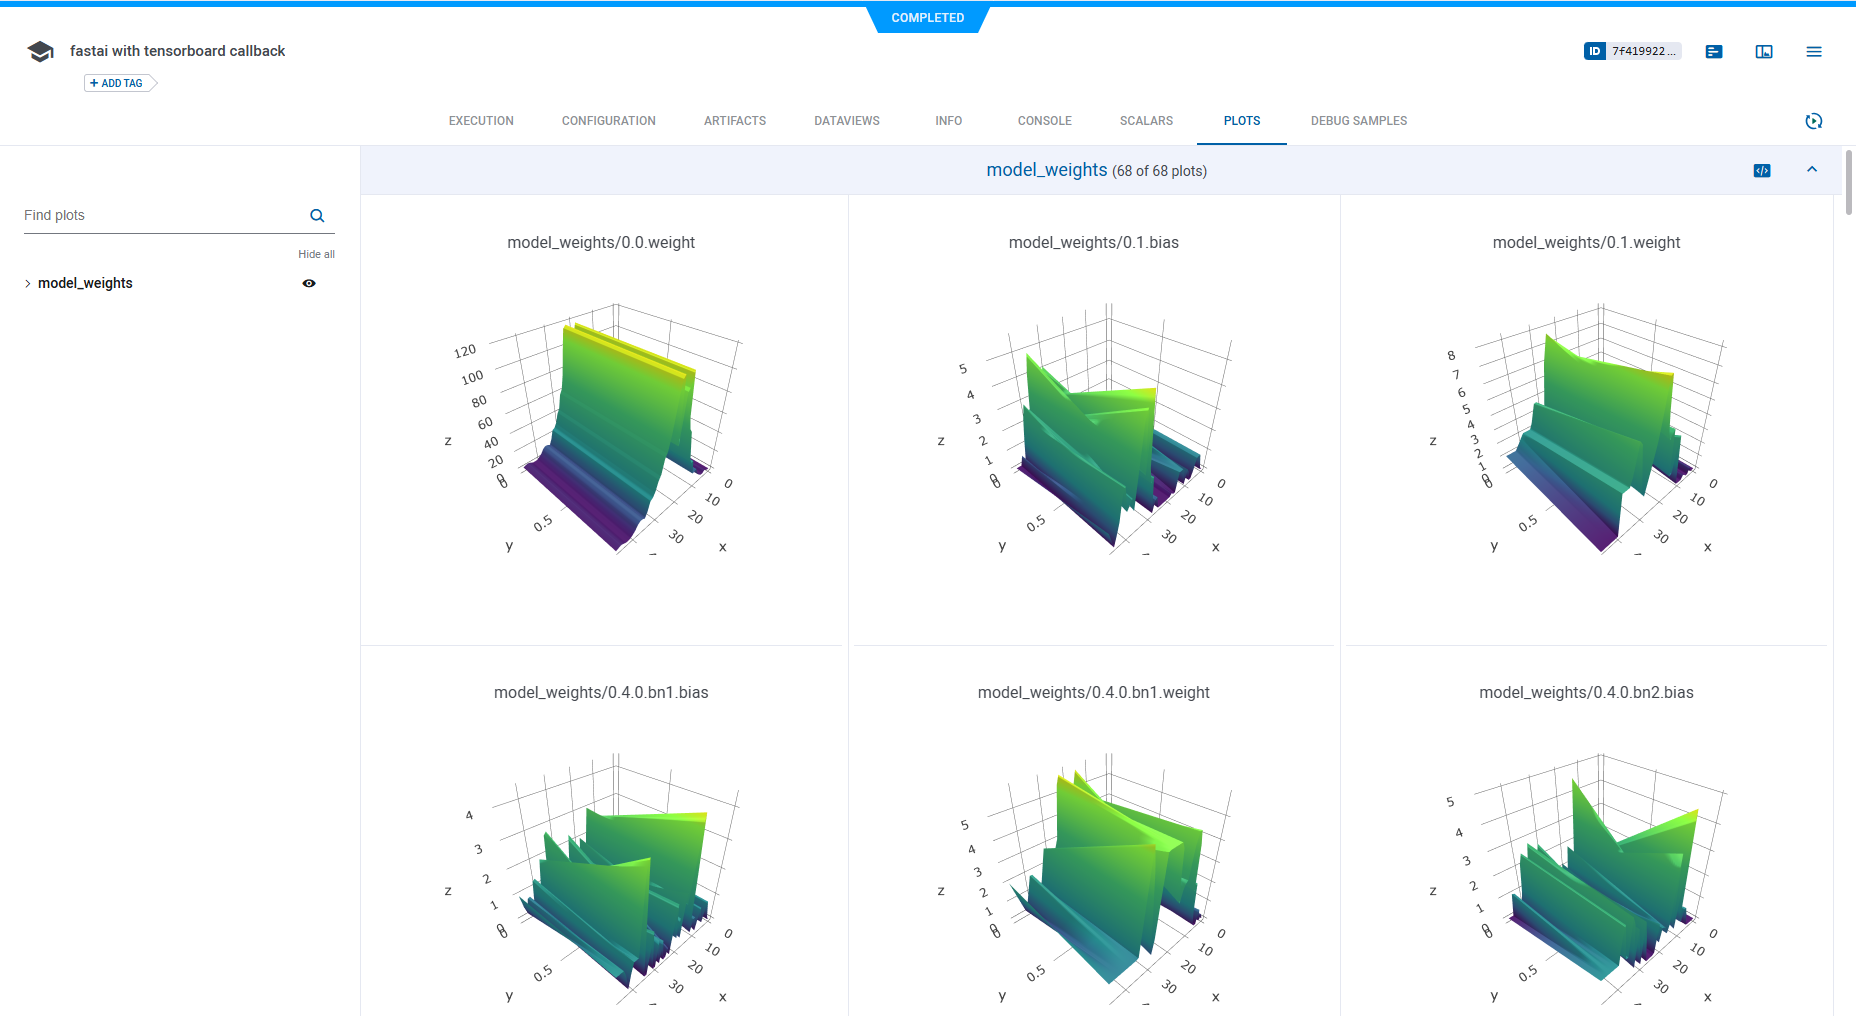 COMPLETED
fastai with tensorboard callback
ID 7f419922...
+ ADD TAG
EXECUTION CONFIGURATION ARTIFACTS DATAVIEWS INFO CONSOLE SCALARS PLOTS DEBUG SAMPLES
model_weights (68 of 68 plots)
Find plots
Hide all
model_weights
model_weights/0.0.weight
120
100
80
60
40
20
0
z
0
0.5
y
0
10
20
30
x
model_weights/0.1.bias
5
4
3
2
1
0
z
0
0.5
y
0
10
20
30
x
model_weights/0.1.weight
8
7
6
5
4
3
2
1
0
z
0
0.5
y
0
10
20
30
x
model_weights/0.4.0.bn1.bias
4
3
2
1
0
z
0
0.5
y
0
10
20
30
x
model_weights/0.4.0.bn1.weight
5
4
3
2
1
0
z
0
0.5
y
0
10
20
30
x
model_weights/0.4.0.bn2.bias
5
4
3
2
1
0
z
0
0.5
y
0
10
20
30
x